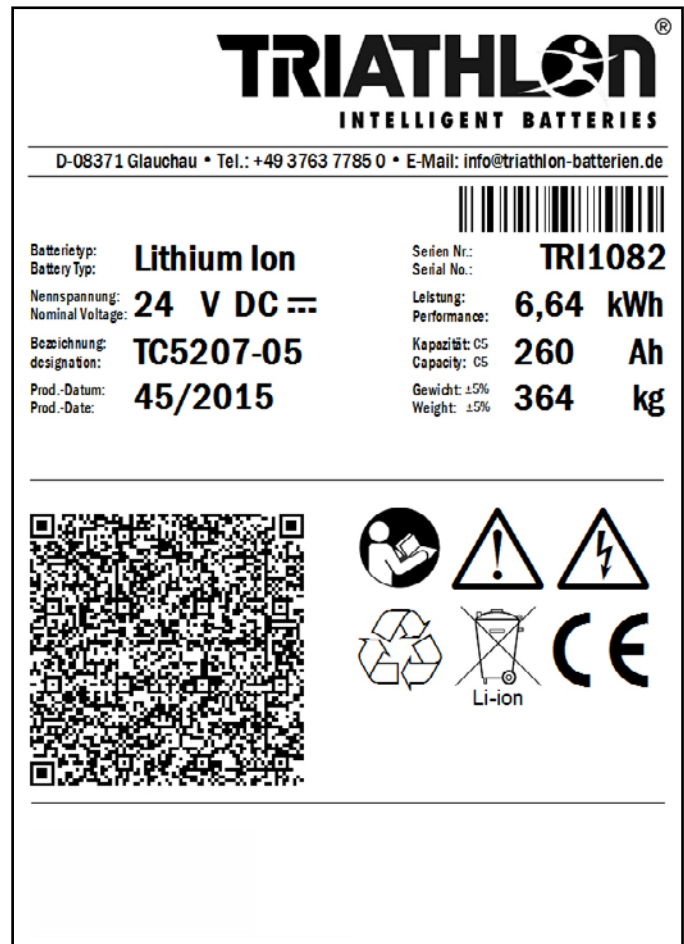 TRIATHLON®
INTELLIGENT BATTERIES
D-08371 Glauchau • Tel.: +49 3763 7785 0 • E-Mail: info@triathlon-batterien.de
Batterietyp:
Battery Typ:
Lithium Ion
Serien Nr.:
Serial No.:
TRI1082
Nennspannung:
Nominal Voltage:
24 V DC
Leistung:
Performance:
6,64 kWh
Bezeichnung:
designation:
TC5207-05
Kapazität: C5
Capacity: C5
260 Ah
Prod.-Datum:
Prod.-Date:
45/2015
Gewicht: ±5%
Weight: ±5%
364 kg
CE
Li-ion